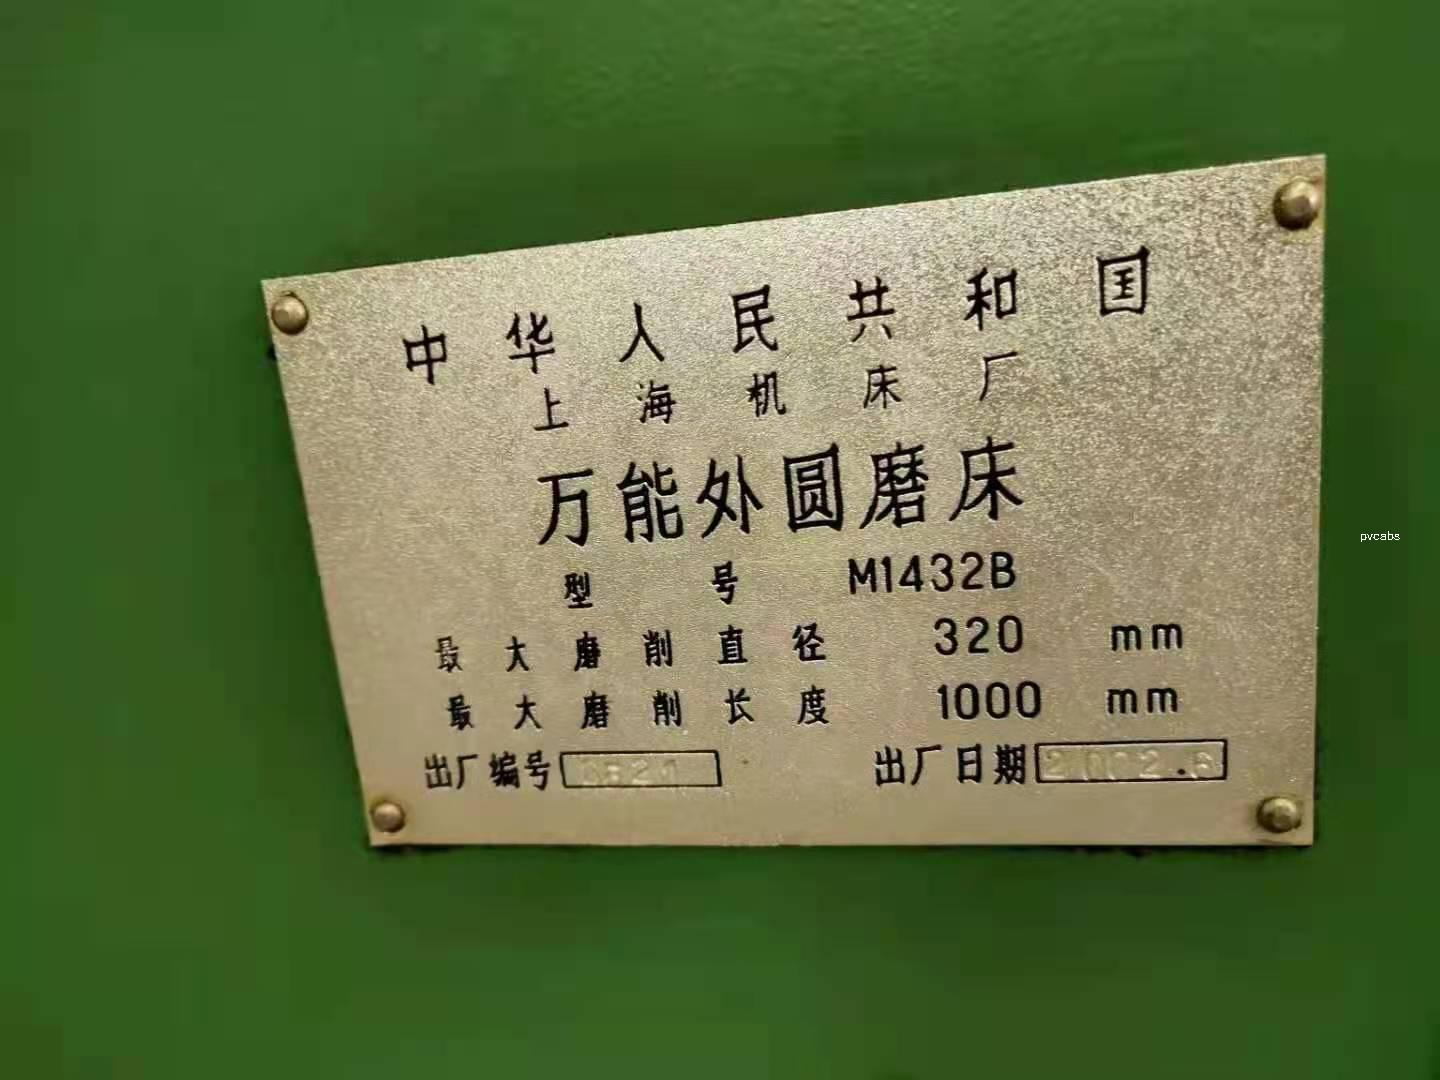 中华人民共和国
上海机床厂
万能外圆磨床
型号 M1432B
最大磨削直径 320 mm
最大磨削长度 1000 mm
出厂编号 出厂日期 2002.6
pvcabs